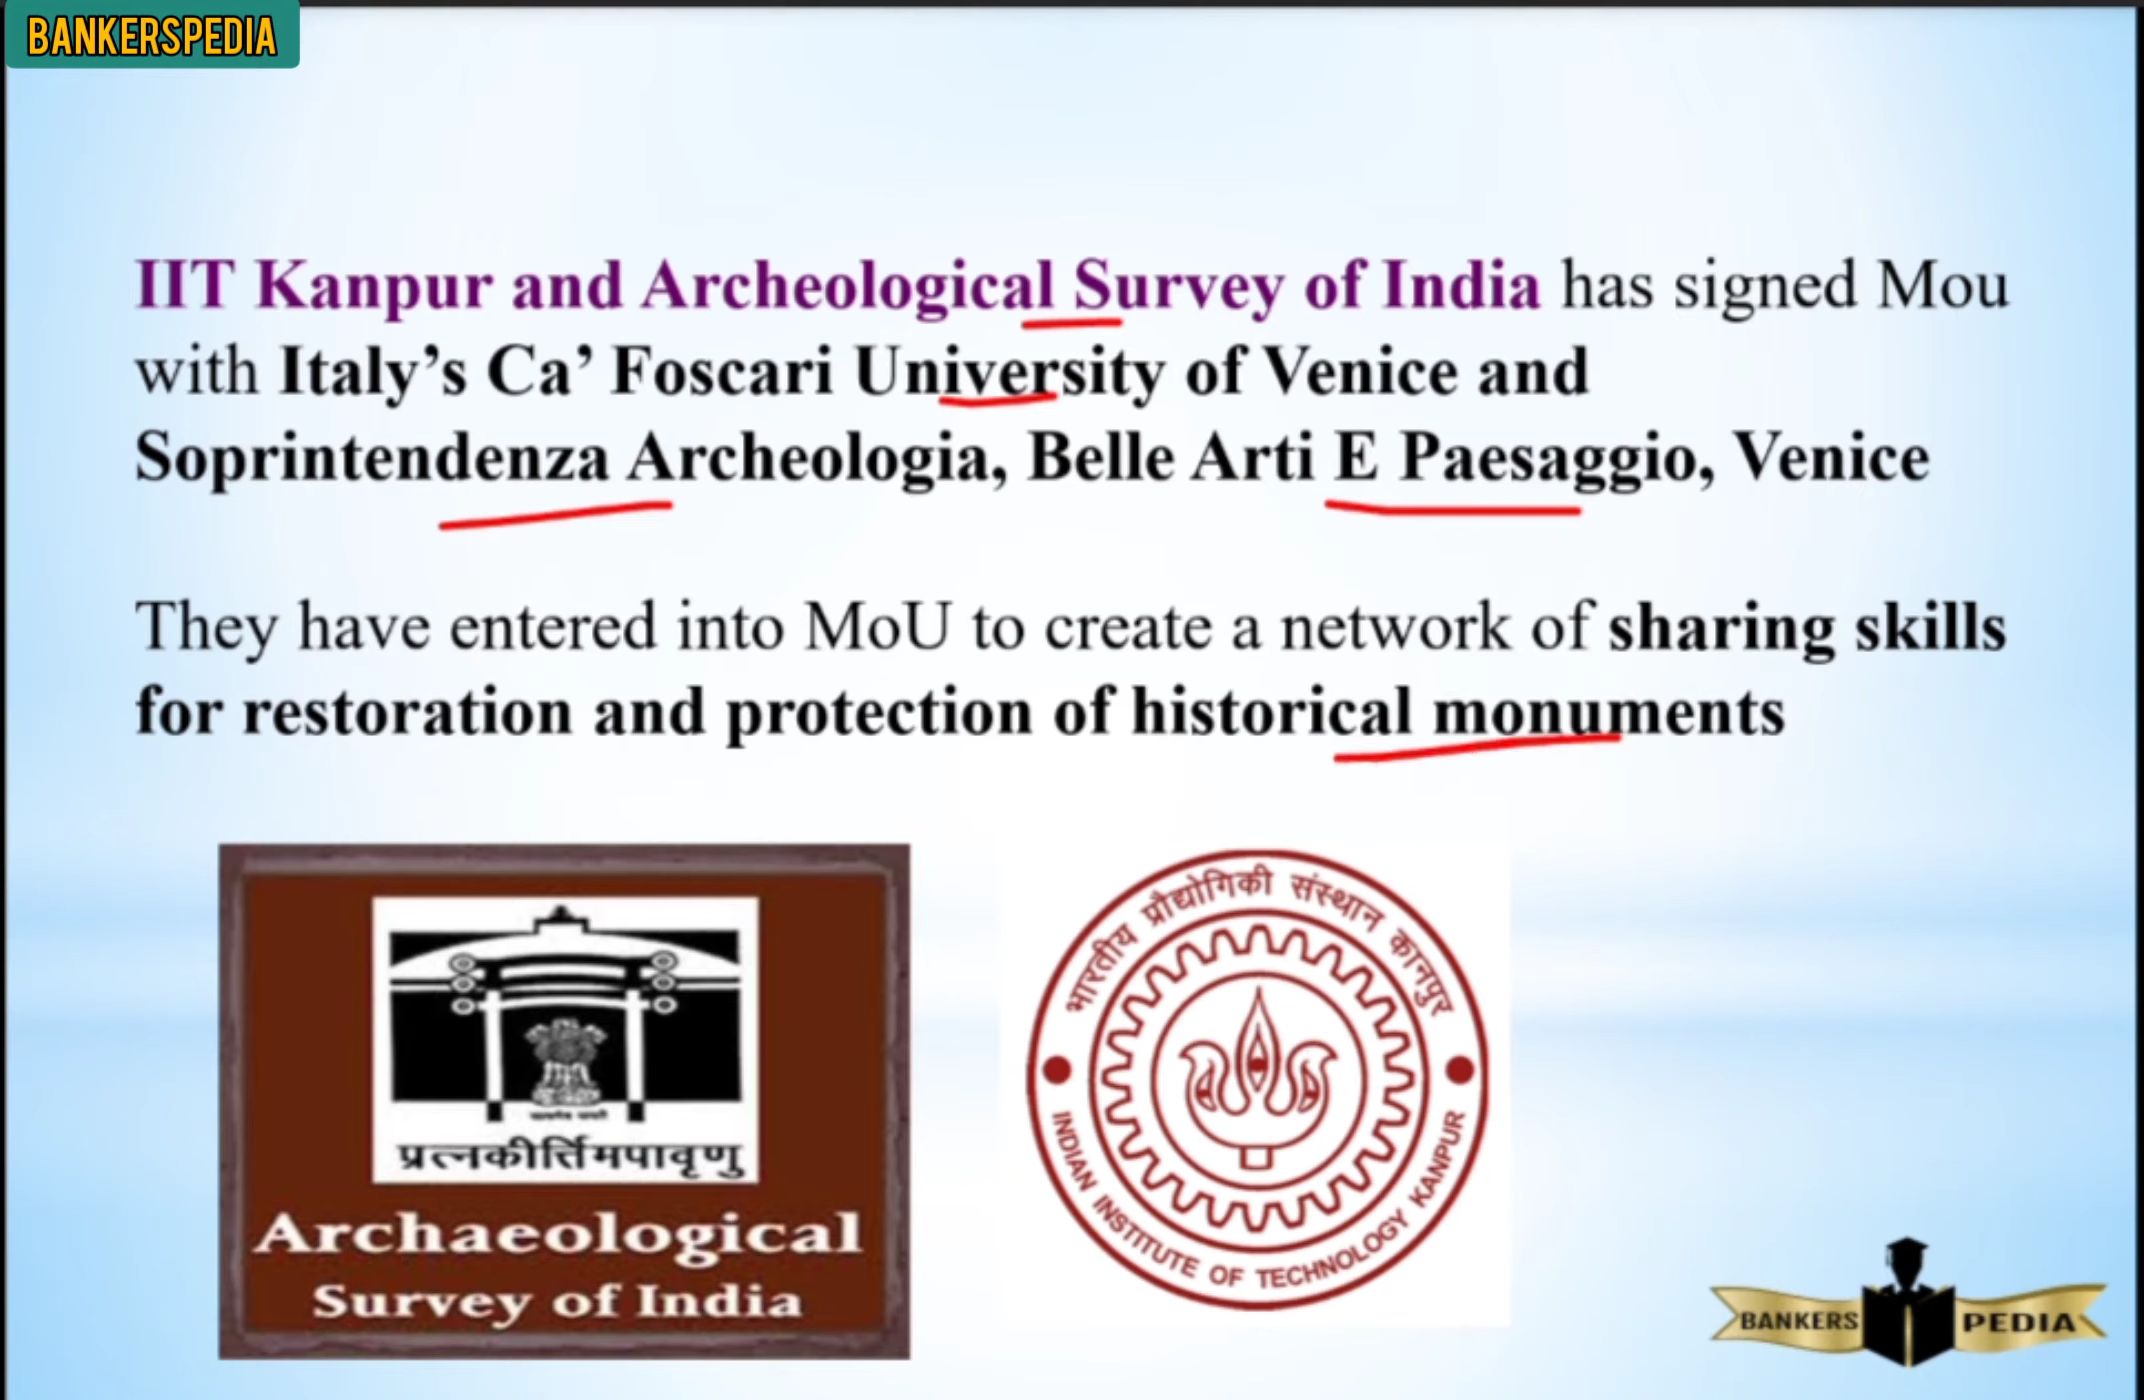 BANKERSPEDIA
IIT Kanpur and Archeological Survey of India has signed Mou
with Italy’s Ca’ Foscari University of Venice and
Soprintendenza Archeologia, Belle Arti E Paesaggio, Venice
They have entered into MoU to create a network of sharing skills
for restoration and protection of historical monuments
प्रत्नकीर्त्तिमपावृणु
Archaeological
Survey of India
भारतीय प्रौद्योगिकी संस्थान कानपुर
INDIAN INSTITUTE OF TECHNOLOGY KANPUR
BANKERS PEDIA